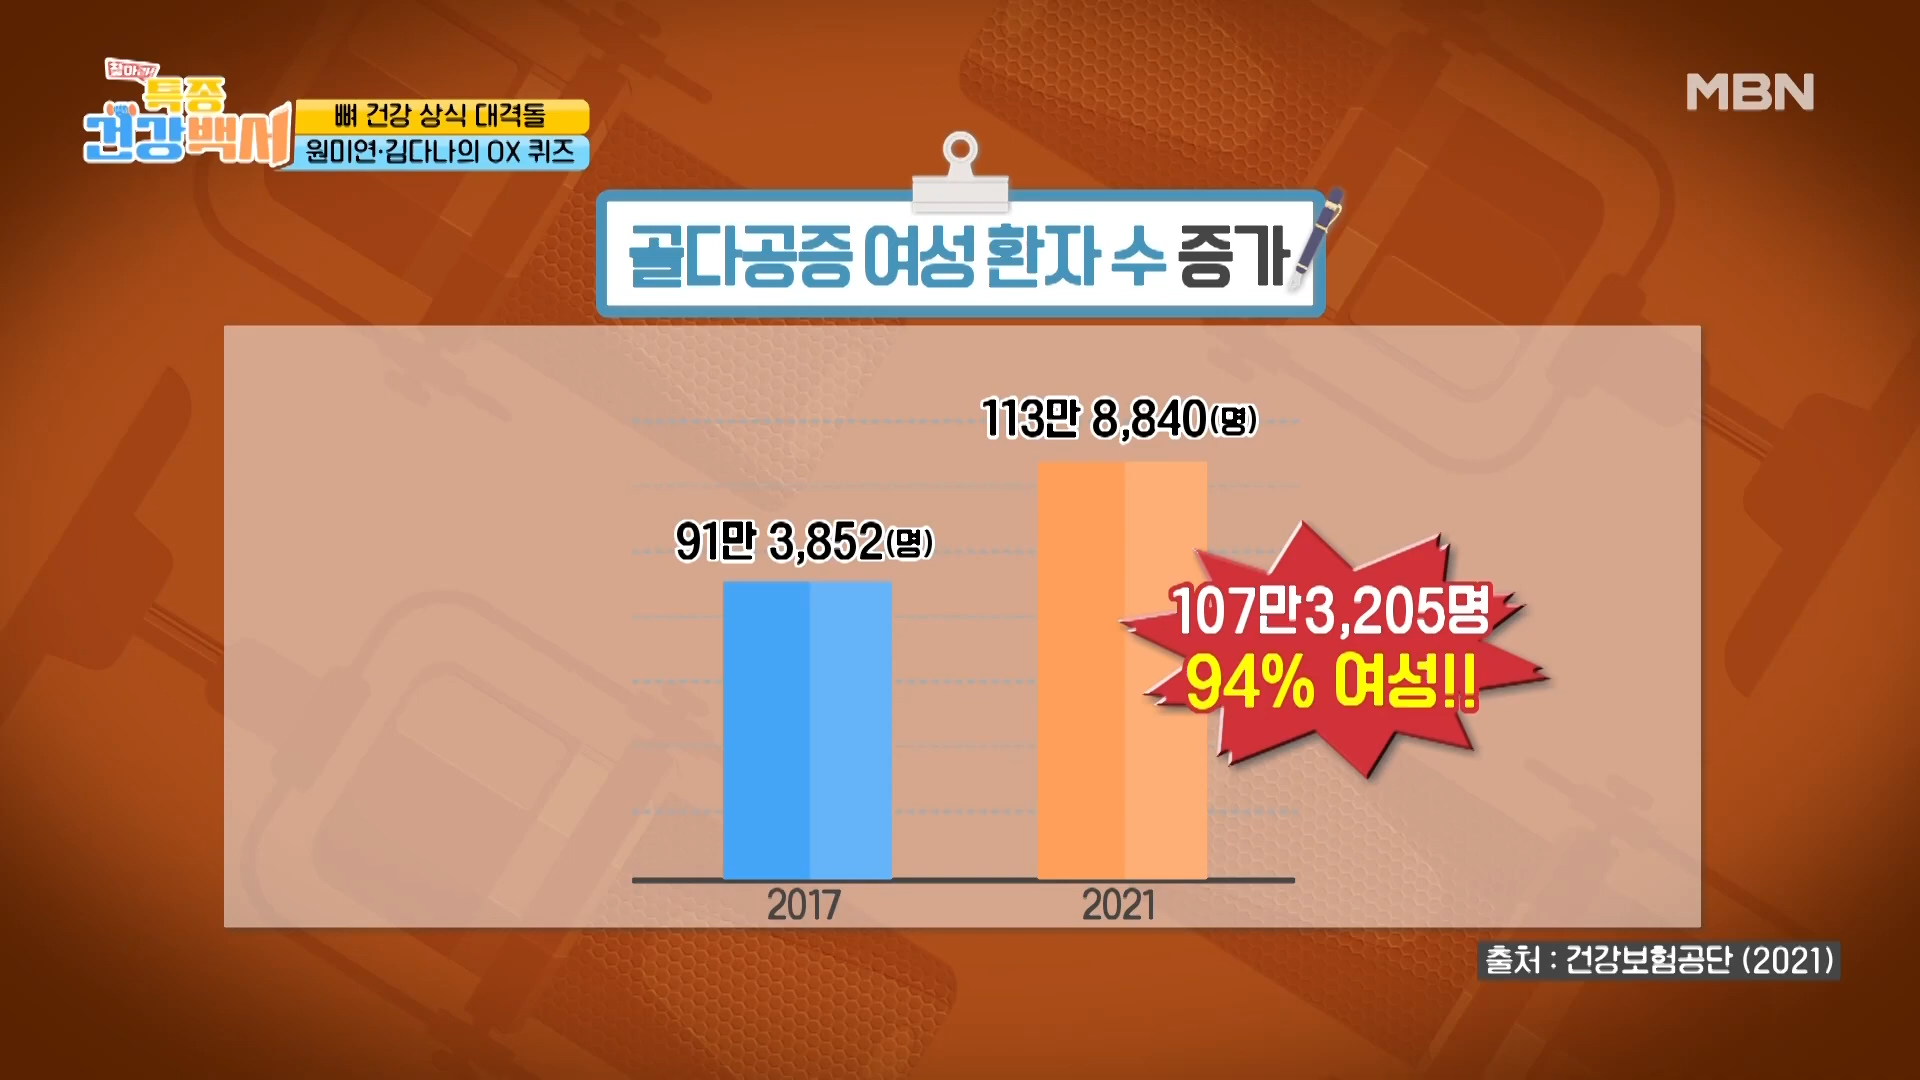 찾아라!
특종
건강백서
뼈 건강 상식 대격돌
원미연·김다나의 OX 퀴즈
MBN
골다공증 여성 환자 수 증가
113만 8,840(명)
91만 3,852(명)
107만3,205명
94% 여성!!
2017
2021
출처 : 건강보험공단 (2021)